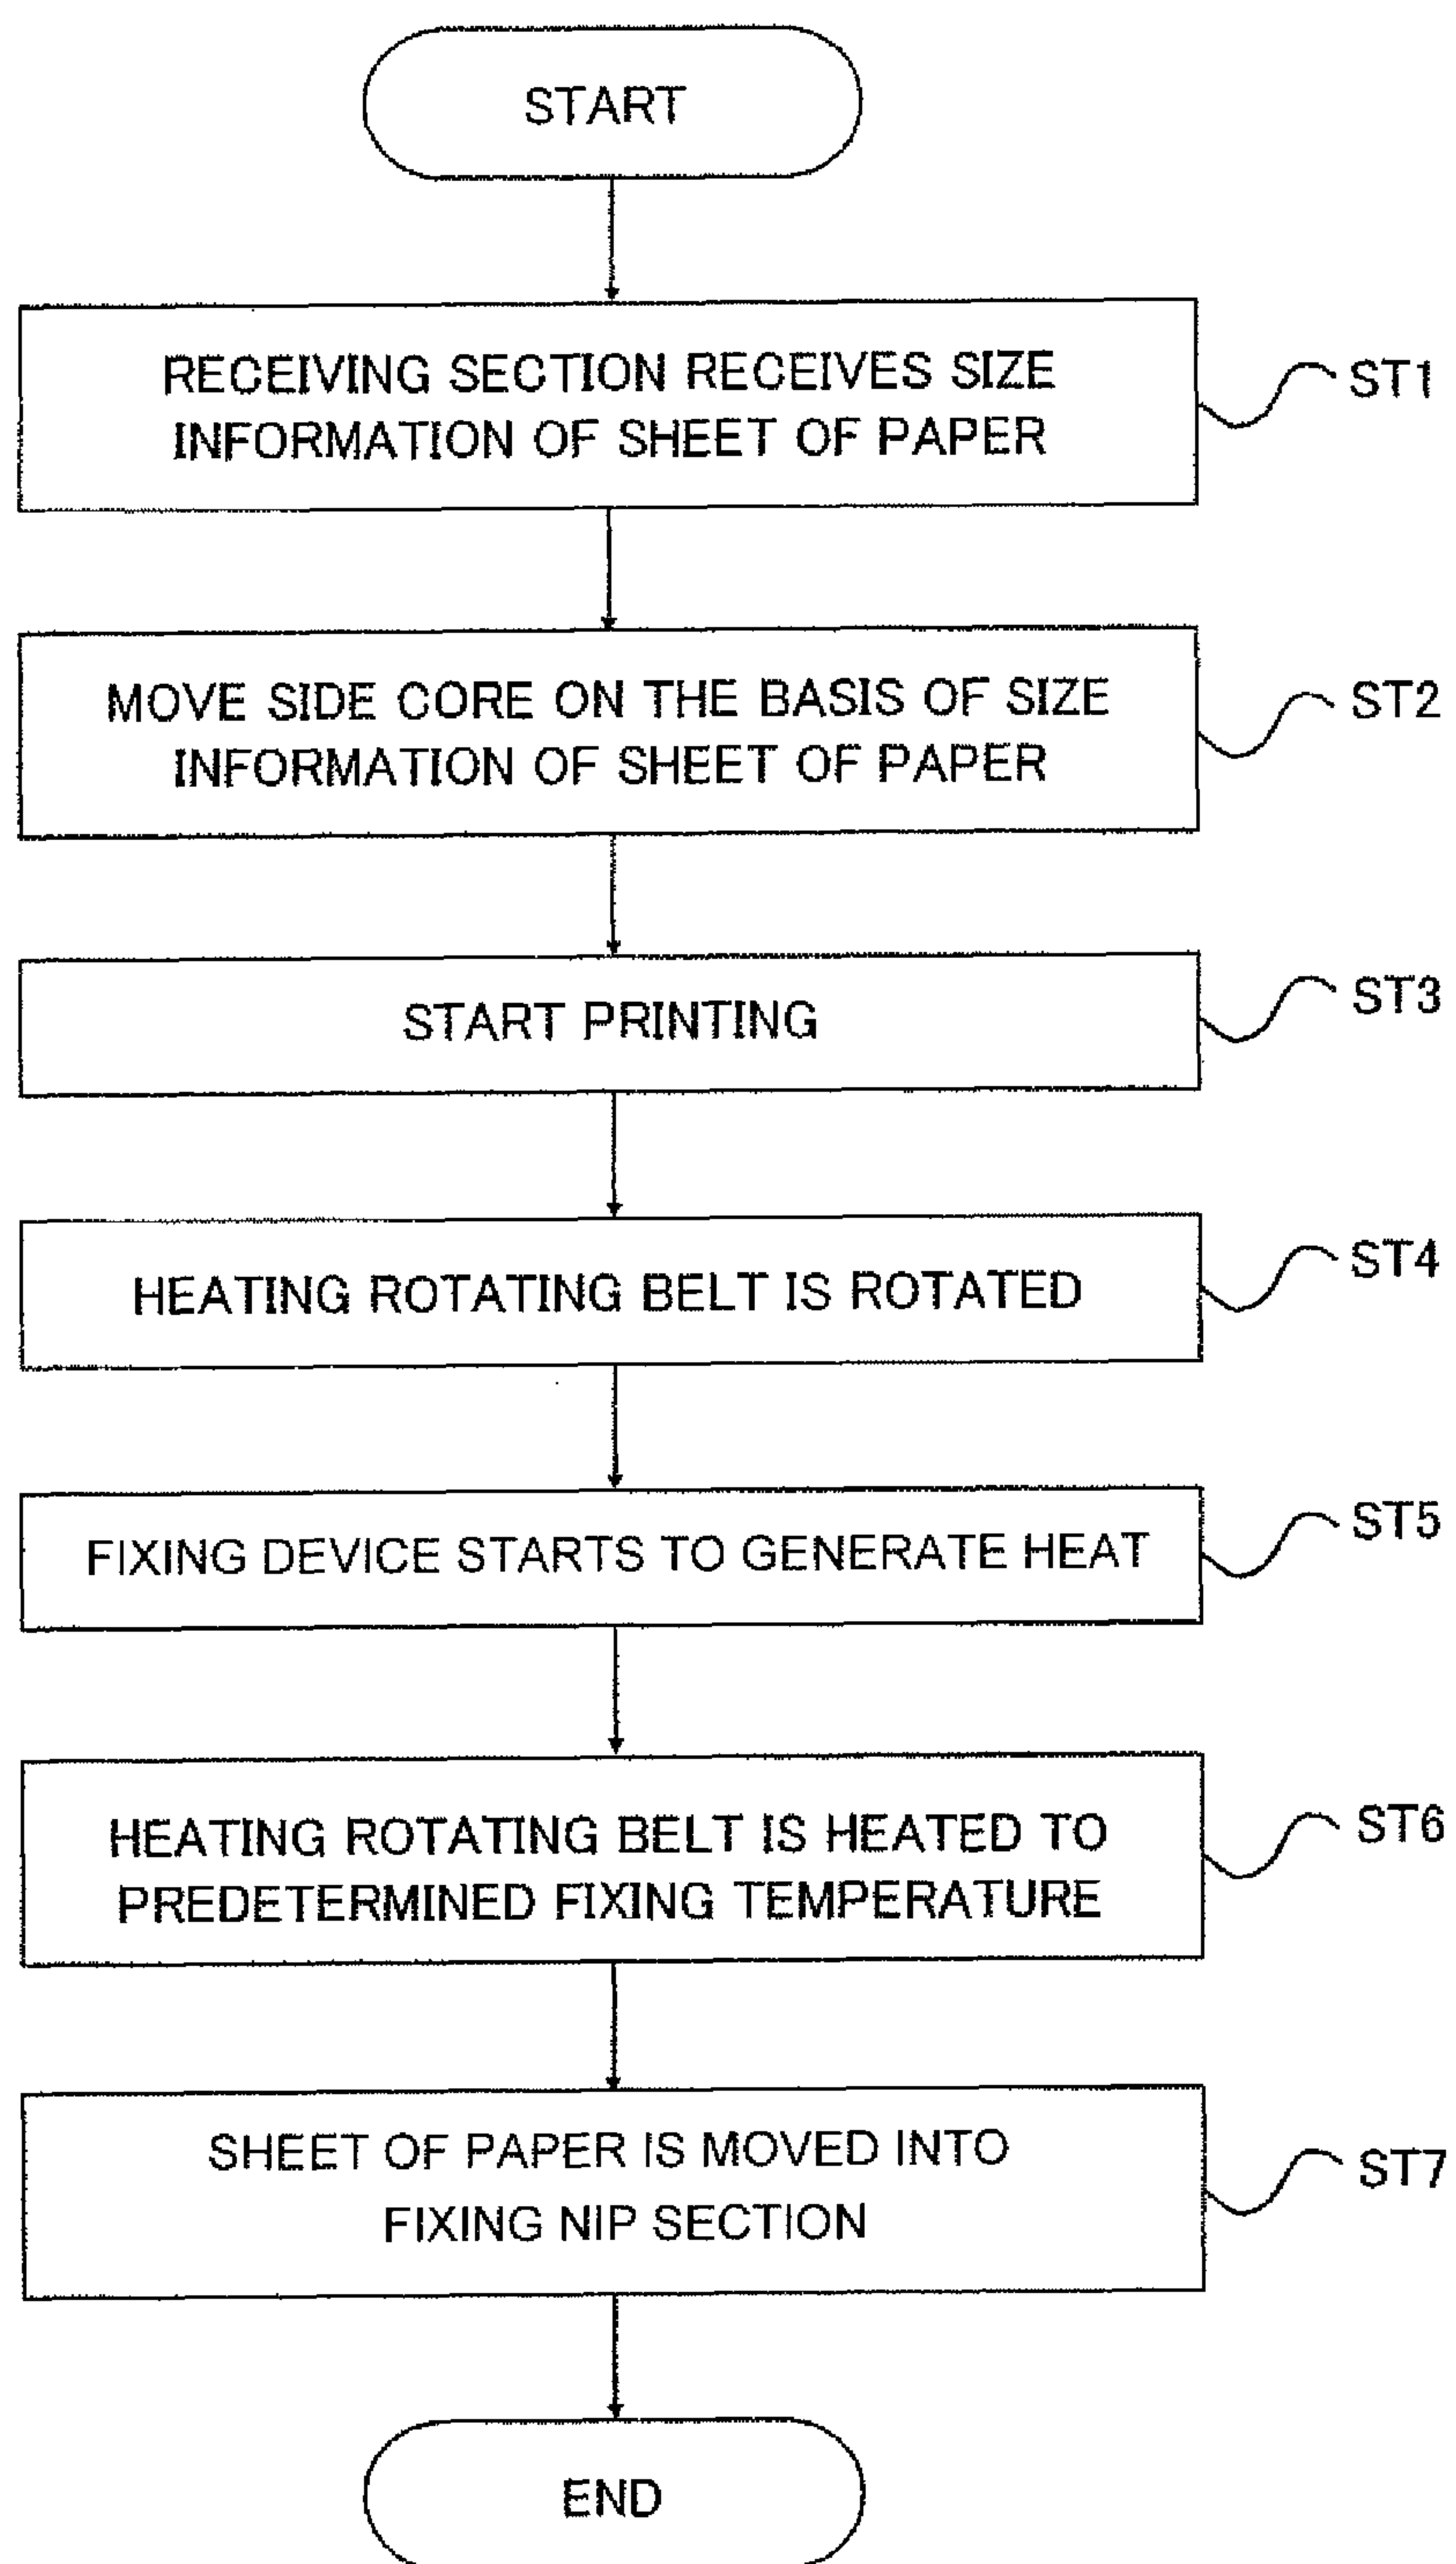 START
RECEIVING SECTION RECEIVES SIZE
INFORMATION OF SHEET OF PAPER
ST1
MOVE SIDE CORE ON THE BASIS OF SIZE
INFORMATION OF SHEET OF PAPER
ST2
START PRINTING
ST3
HEATING ROTATING BELT IS ROTATED
ST4
FIXING DEVICE STARTS TO GENERATE HEAT
ST5
HEATING ROTATING BELT IS HEATED TO
PREDETERMINED FIXING TEMPERATURE
ST6
SHEET OF PAPER IS MOVED INTO
FIXING NIP SECTION
ST7
END